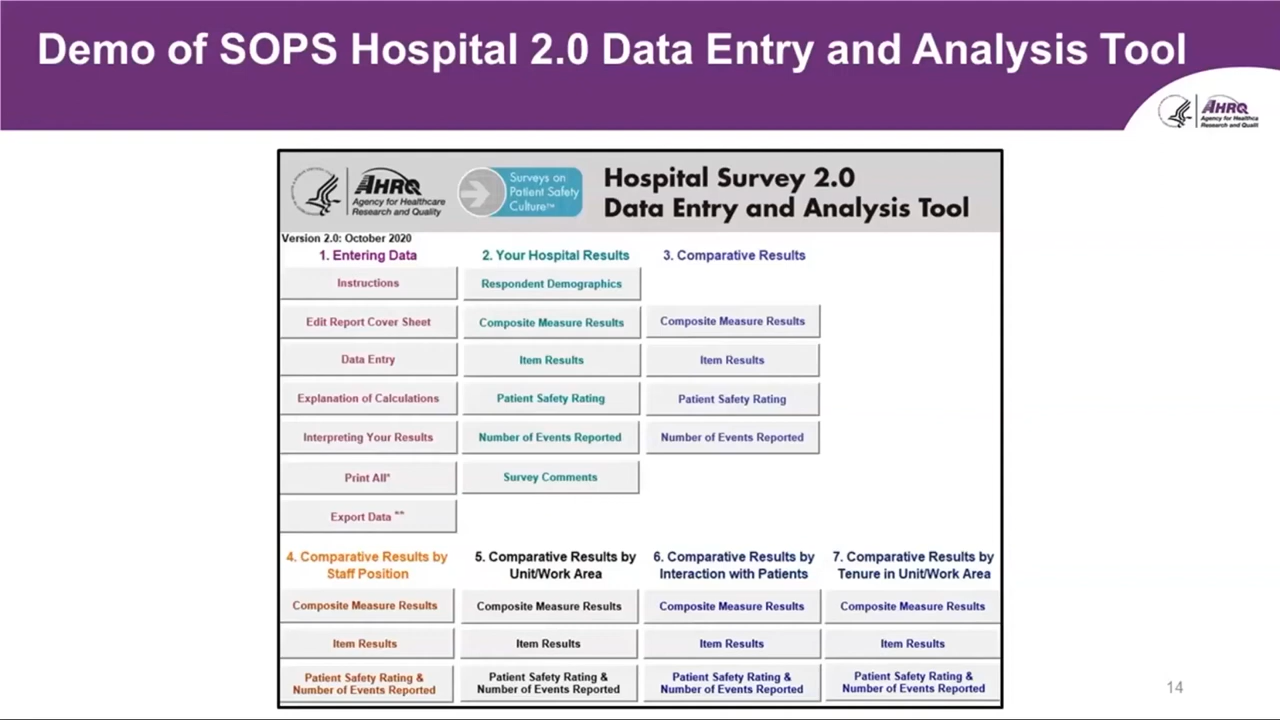 Demo of SOPS Hospital 2.0 Data Entry and Analysis Tool
AHRQ
Agency for Healthca
Research and Qualit
AHRQ
Agency for Healthcare
Research and Quality
Surveys on
Patient Safety
Culture™
Hospital Survey 2.0
Data Entry and Analysis Tool
Version 2.0: October 2020
1. Entering Data
Instructions
Edit Report Cover Sheet
Data Entry
Explanation of Calculations
Interpreting Your Results
Print All*
Export Data **
2. Your Hospital Results
Respondent Demographics
Composite Measure Results
Item Results
Patient Safety Rating
Number of Events Reported
Survey Comments
3. Comparative Results
Composite Measure Results
Item Results
Patient Safety Rating
Number of Events Reported
4. Comparative Results by
Staff Position
Composite Measure Results
Item Results
Patient Safety Rating &
Number of Events Reported
5. Comparative Results by
Unit/Work Area
Composite Measure Results
Item Results
Patient Safety Rating &
Number of Events Reported
6. Comparative Results by
Interaction with Patients
Composite Measure Results
Item Results
Patient Safety Rating &
Number of Events Reported
7. Comparative Results by
Tenure in Unit/Work Area
Composite Measure Results
Item Results
Patient Safety Rating &
Number of Events Reported
14